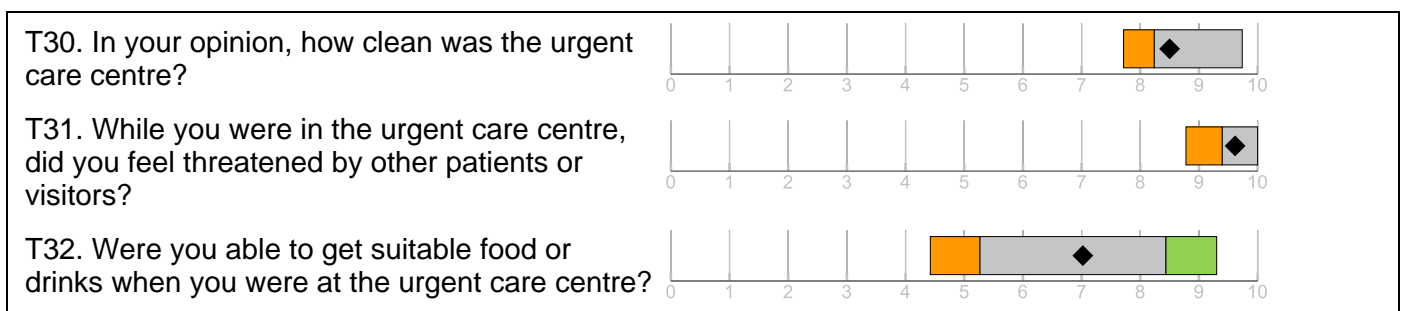 T30. In your opinion, how clean was the urgent
care centre?
0 1 2 3 4 5 6 7 8 9 10
T31. While you were in the urgent care centre,
did you feel threatened by other patients or
visitors?
0 1 2 3 4 5 6 7 8 9 10
T32. Were you able to get suitable food or
drinks when you were at the urgent care centre?
0 1 2 3 4 5 6 7 8 9 10